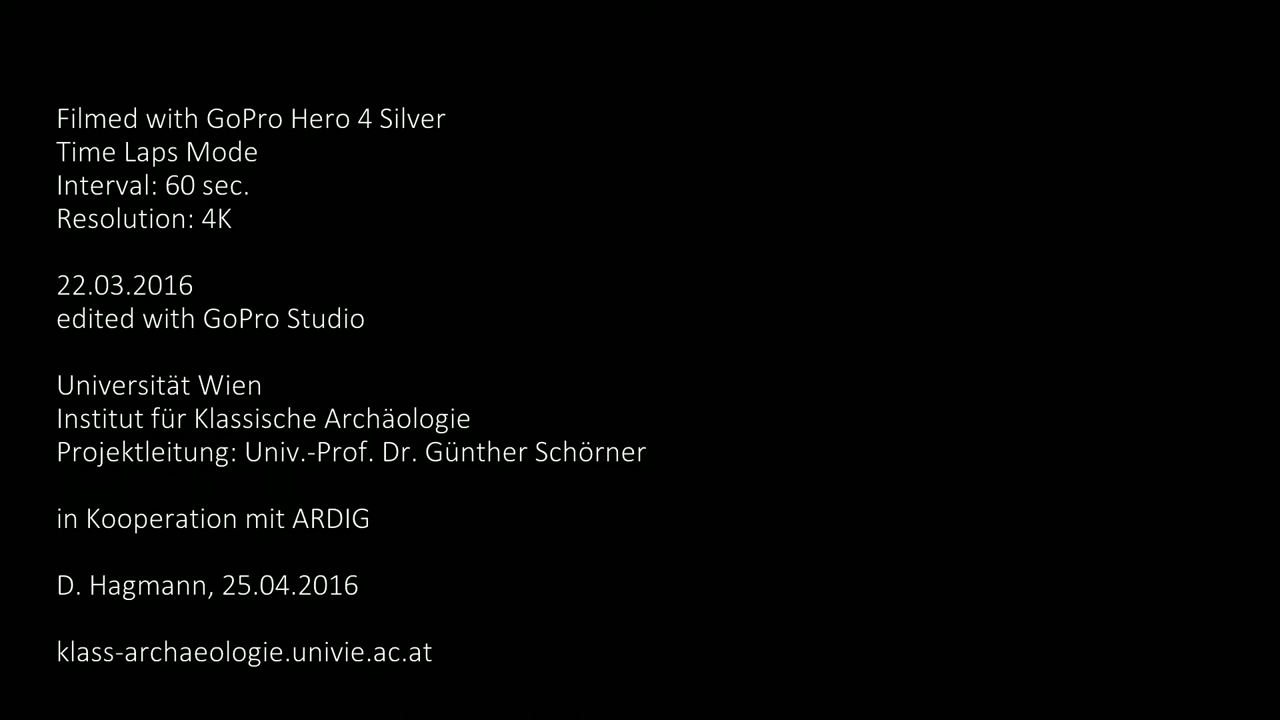 Filmed with GoPro Hero 4 Silver
Time Laps Mode
Interval: 60 sec.
Resolution: 4K
22.03.2016
edited with GoPro Studio
Universität Wien
Institut für Klassische Archäologie
Projektleitung: Univ.-Prof. Dr. Günther Schörner
in Kooperation mit ARDIG
D. Hagmann, 25.04.2016
klass-archaeologie.univie.ac.at